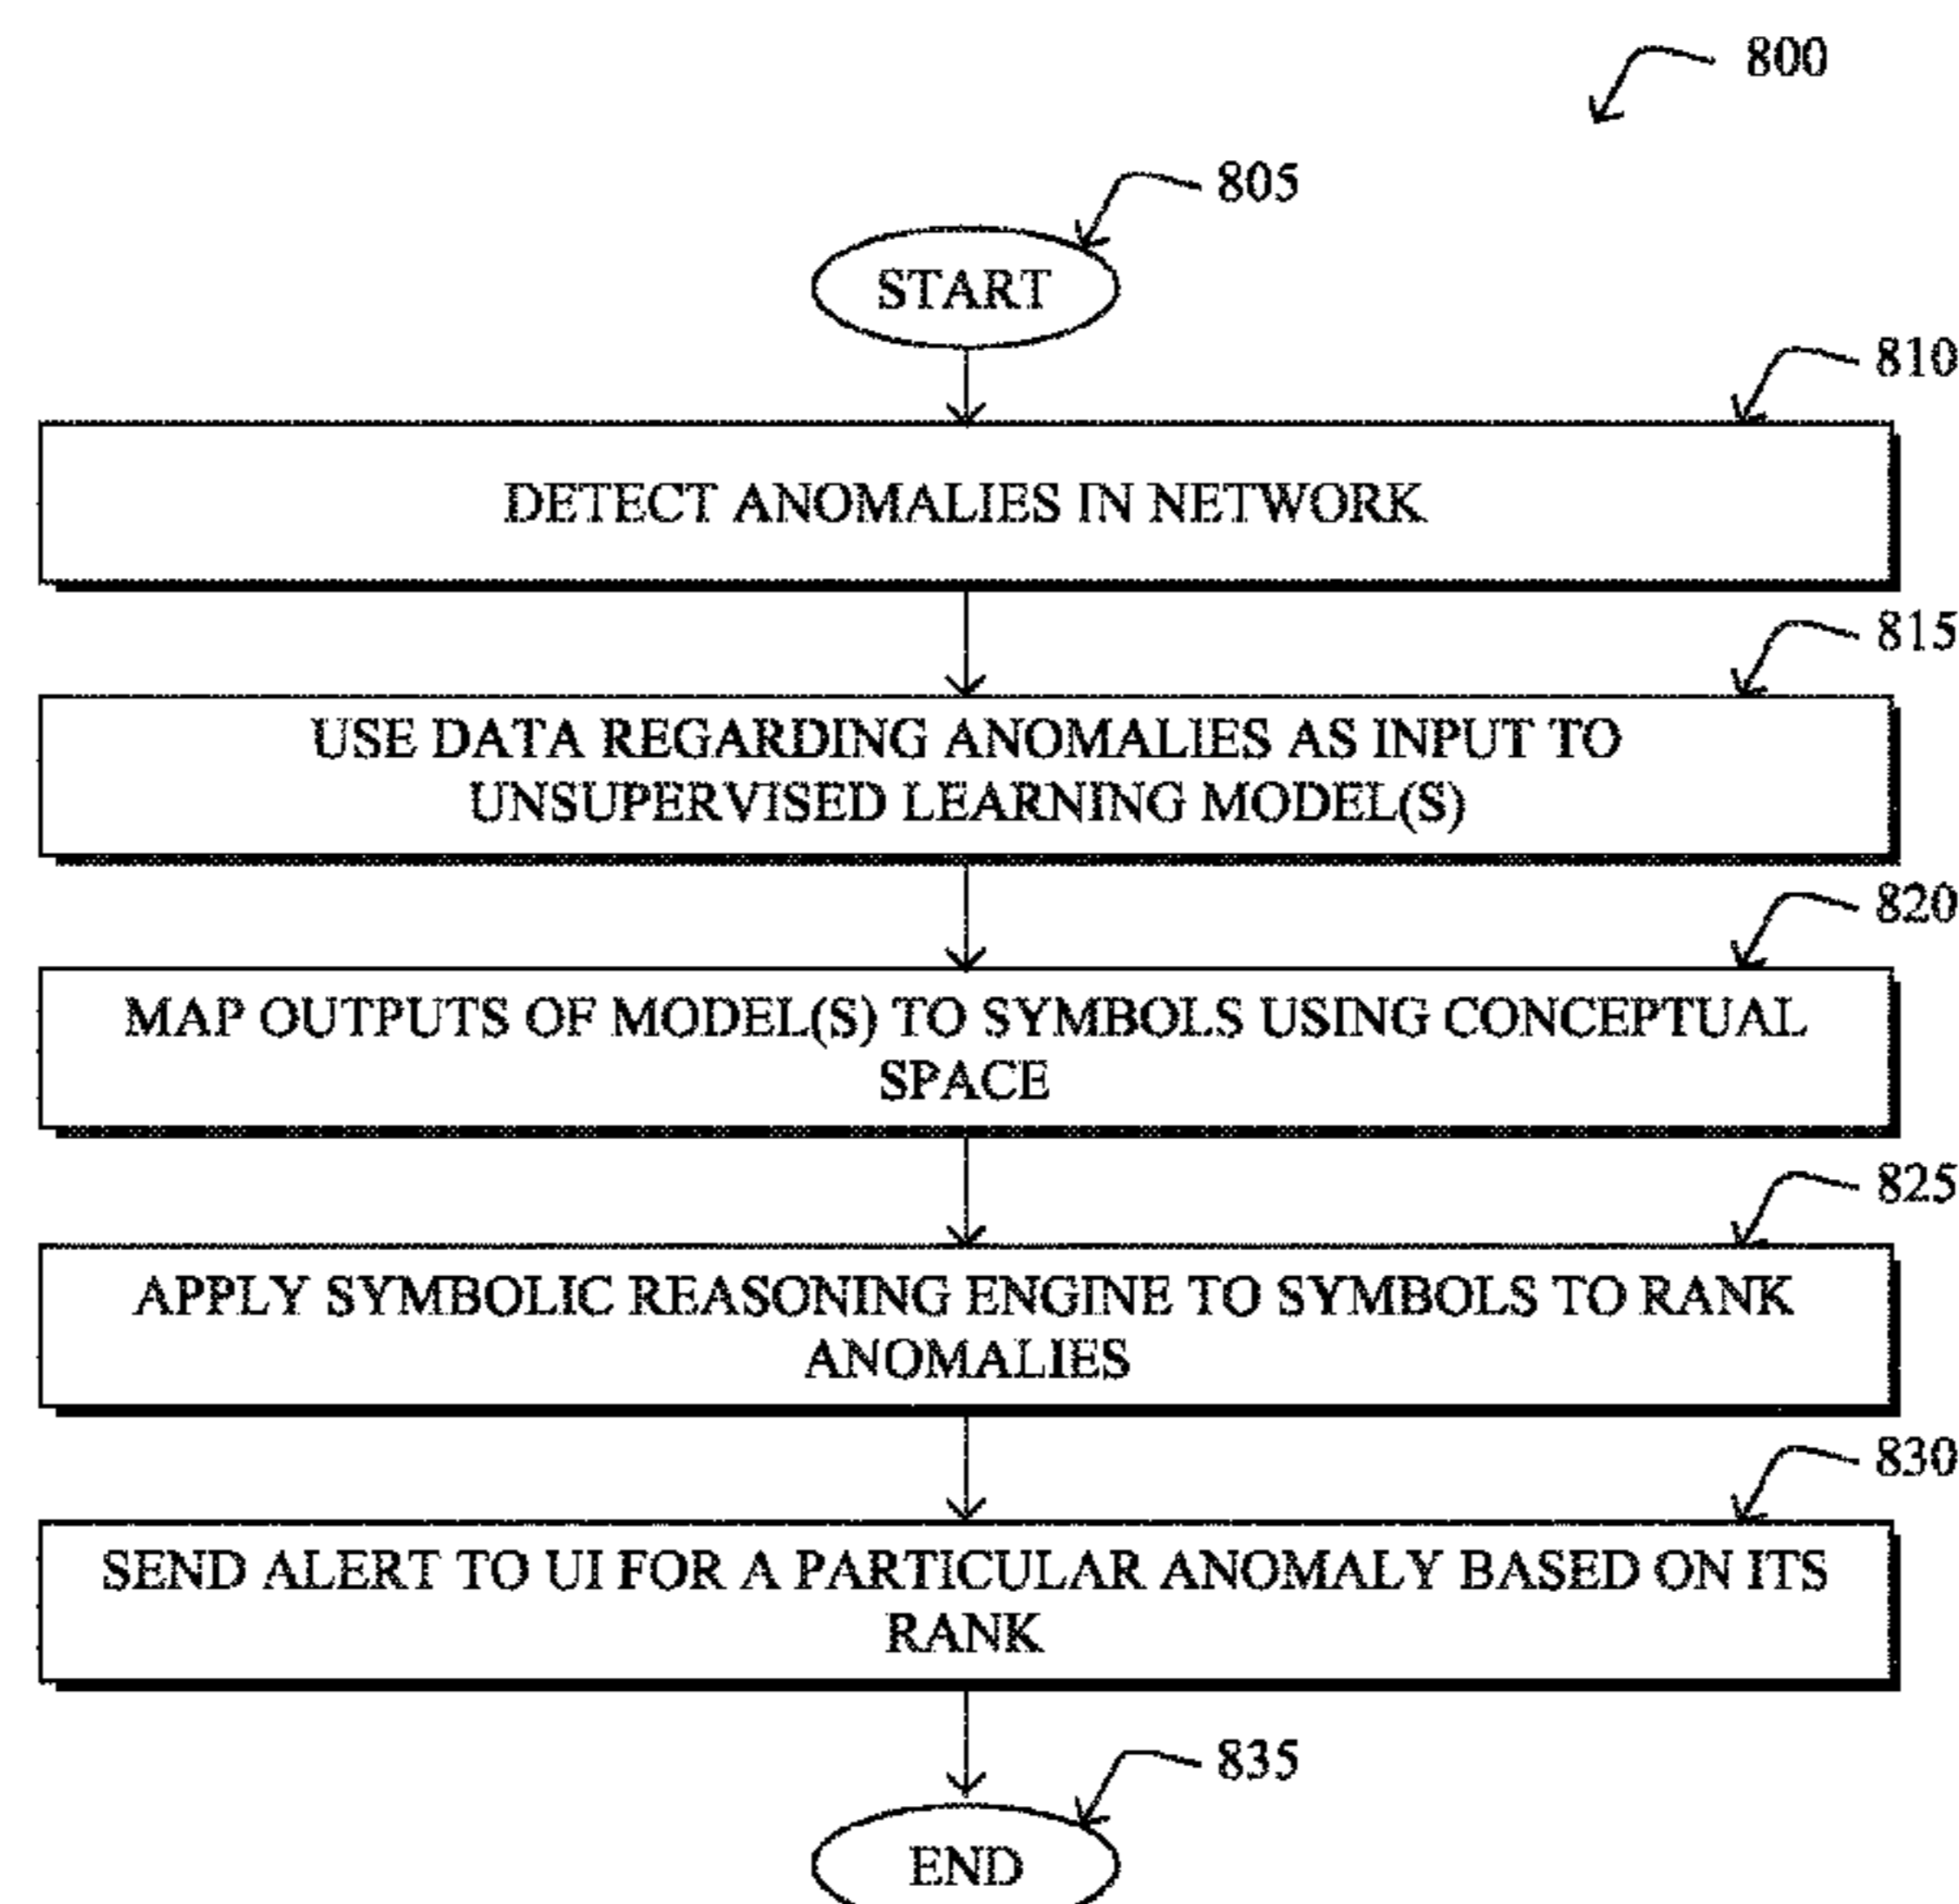 800
805
START
810
DETECT ANOMALIES IN NETWORK
815
USE DATA REGARDING ANOMALIES AS INPUT TO
UNSUPERVISED LEARNING MODEL(S)
820
MAP OUTPUTS OF MODEL(S) TO SYMBOLS USING CONCEPTUAL
SPACE
825
APPLY SYMBOLIC REASONING ENGINE TO SYMBOLS TO RANK
ANOMALIES
830
SEND ALERT TO UI FOR A PARTICULAR ANOMALY BASED ON ITS
RANK
835
END